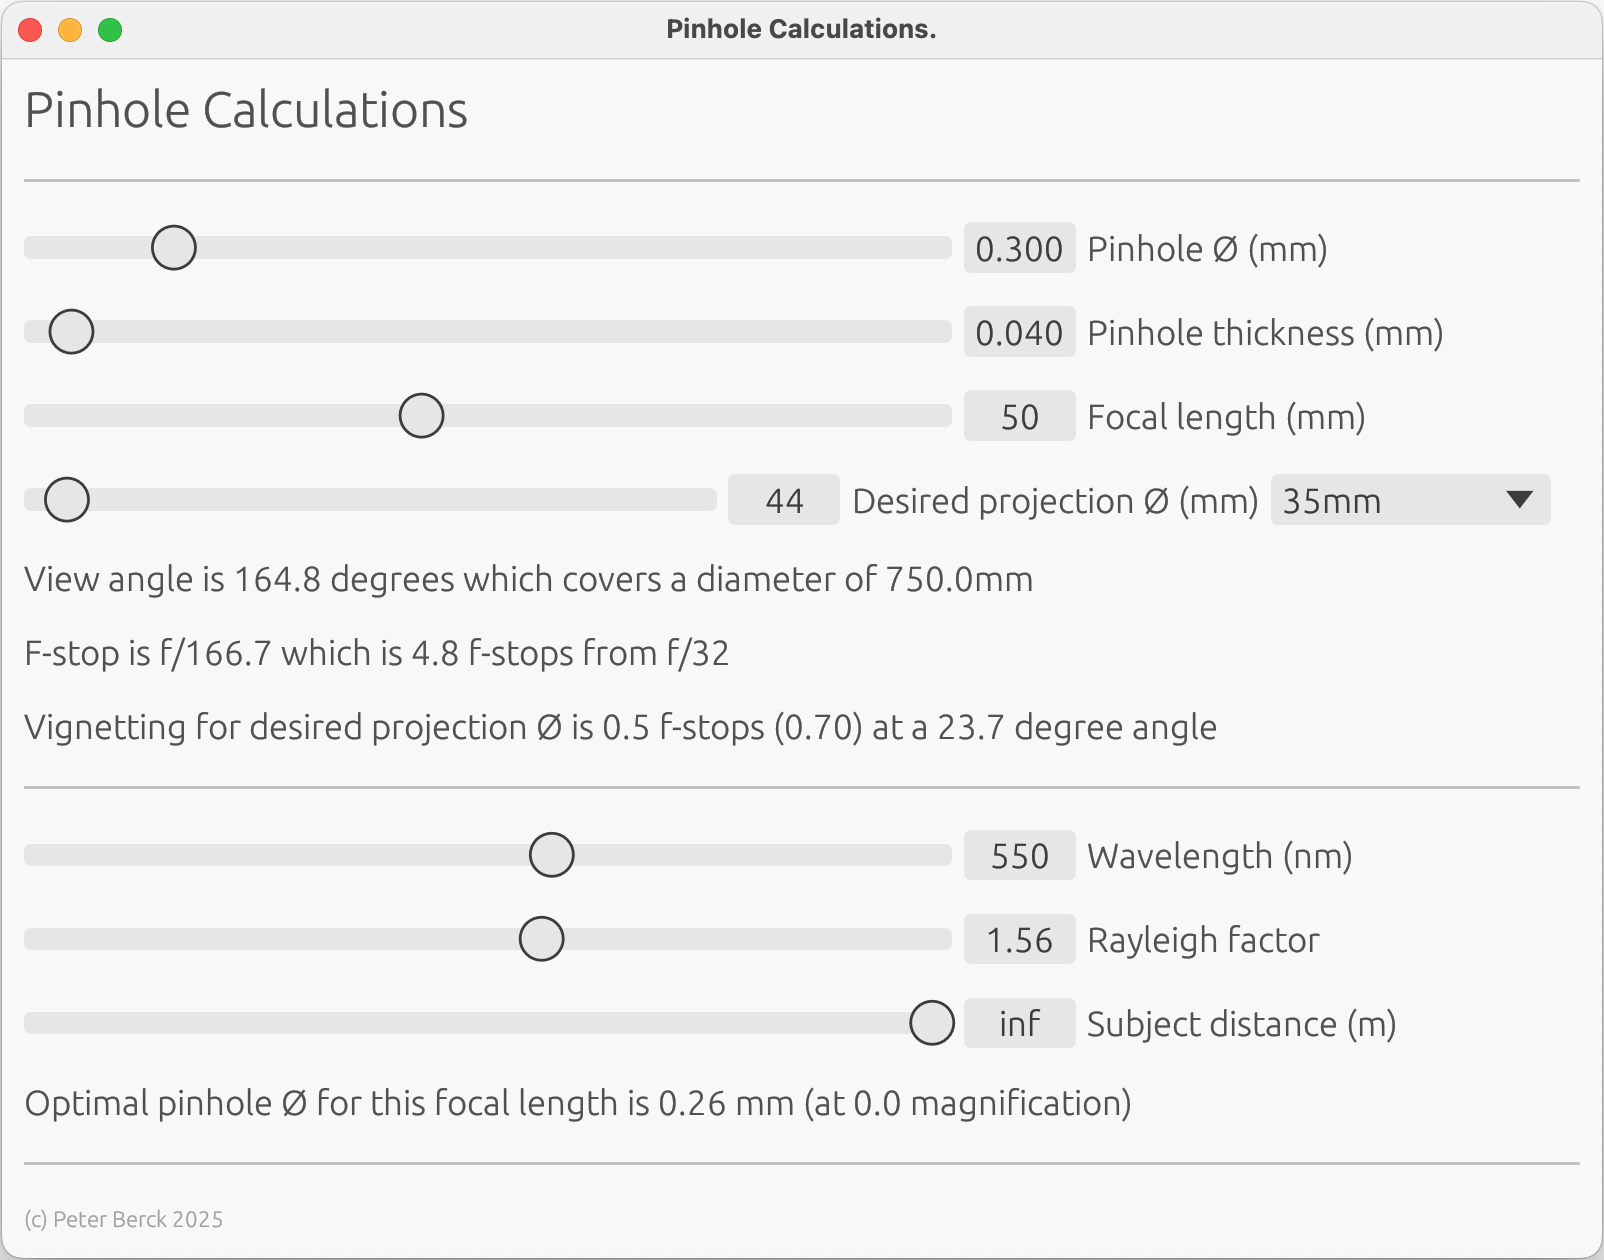 Pinhole Calculations.
Pinhole Calculations
0.300 Pinhole Ø (mm)
0.040 Pinhole thickness (mm)
50 Focal length (mm)
44 Desired projection Ø (mm) 35mm
View angle is 164.8 degrees which covers a diameter of 750.0mm
F-stop is f/166.7 which is 4.8 f-stops from f/32
Vignetting for desired projection Ø is 0.5 f-stops (0.70) at a 23.7 degree angle
550 Wavelength (nm)
1.56 Rayleigh factor
inf Subject distance (m)
Optimal pinhole Ø for this focal length is 0.26 mm (at 0.0 magnification)
(c) Peter Berck 2025